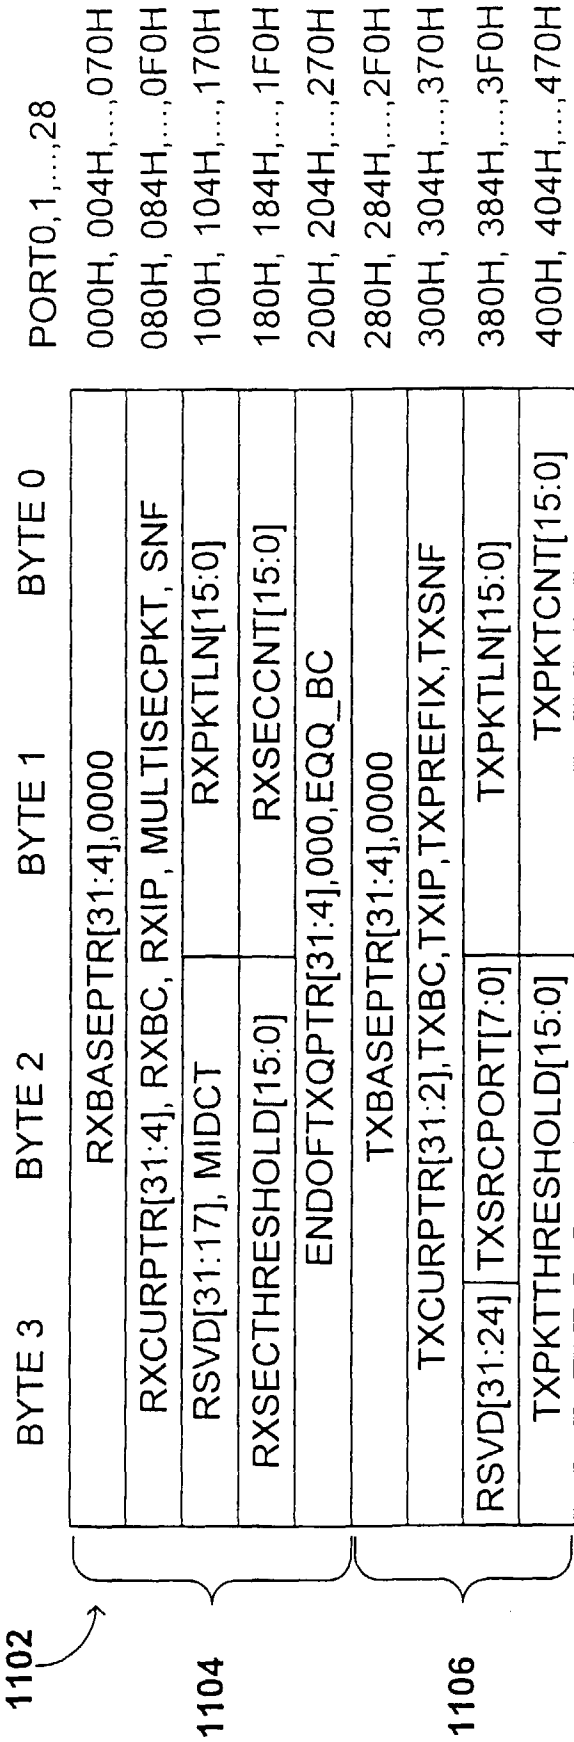 1102
BYTE 3 BYTE 2 BYTE 1 BYTE 0 PORT0,1,...,28
1104
RXBASEPTR[31:4],0000 000H, 004H,...,070H
RXCURPTR[31:4], RXBC, RXIP, MULTISECPKT, SNF 080H, 084H,...,0F0H
RSVD[31:17], MIDCT RXPKTLN[15:0] 100H, 104H,...,170H
RXSECTHRESHOLD[15:0] RXSECCNT[15:0] 180H, 184H,...,1F0H
ENDOFTXQPTR[31:4],000,EQQ_BC 200H, 204H,...,270H
1106
TXBASEPTR[31:4],0000 280H, 284H,...,2F0H
TXCURPTR[31:2],TXBC,TXIP,TXPREFIX,TXSNF 300H, 304H,...,370H
RSVD[31:24] TXSRCPORT[7:0] TXPKTLN[15:0] 380H, 384H,...,3F0H
TXPKTTHRESHOLD[15:0] TXPKTCNT[15:0] 400H, 404H,...,470H